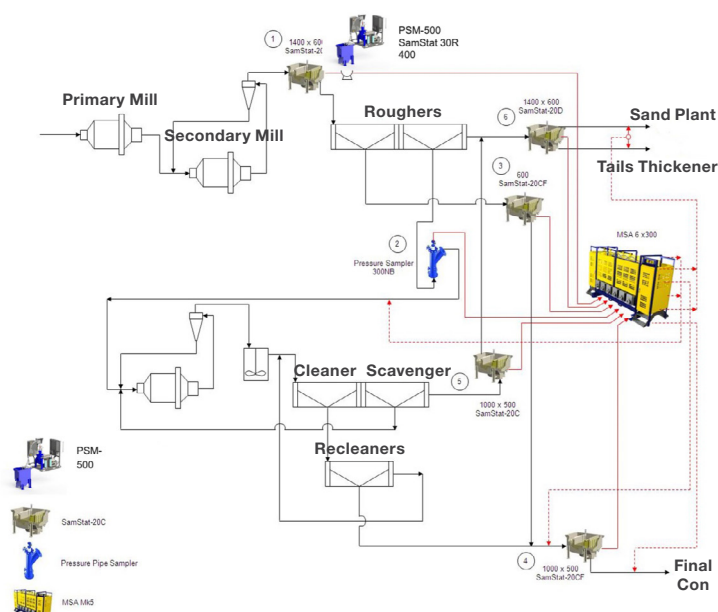 PSM-500
SamStat 30R
400
1
1400 x 600
SamStat-20
Primary Mill
Secondary Mill
Roughers
6
1400 x 600
SamStat-20D
Sand Plant
Tails Thickener
3
600
SamStat-20CF
2
Pressure Sampler
300NB
MSA 6 x300
Cleaner Scavenger
5
1000 x 500
SamStat-20C
Recleaners
PSM-
500
SamStat-20C
4
1000 x 500
SamStat-20CF
Pressure Pipe Sampler
Final
Con
MSA Mk5